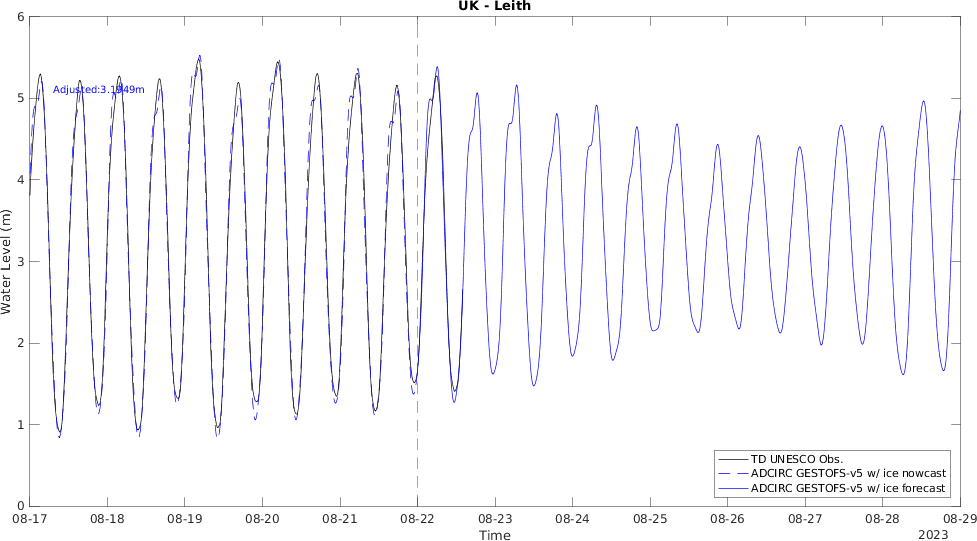 UK - Leith
6
5
4
3
2
1
0
Water Level (m)
Adjusted:3.1949m
TD UNESCO Obs.
ADCIRC GESTOFS-v5 w/ ice nowcast
ADCIRC GESTOFS-v5 w/ ice forecast
08-17 08-18 08-19 08-20 08-21 08-22 08-23 08-24 08-25 08-26 08-27 08-28 08-29
Time
2023